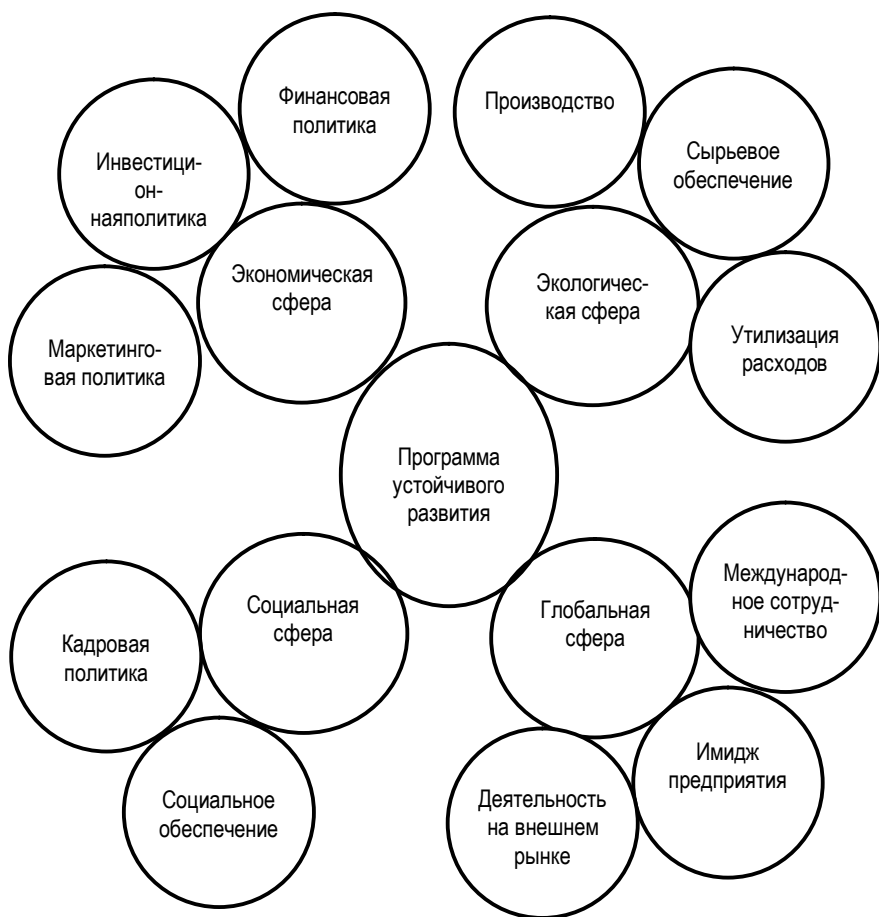 Финансовая
политика
Производство
Инвестици-
он-
наяполитика
Сырьевое
обеспечение
Экономическая
сфера
Экологичес-
кая сфера
Маркетинго-
вая политика
Утилизация
расходов
Программа
устойчивого
развития
Кадровая
политика
Социальная
сфера
Глобальная
сфера
Международ-
ное сотруд-
ничество
Социальное
обеспечение
Деятельность
на внешнем
рынке
Имидж
предприятия